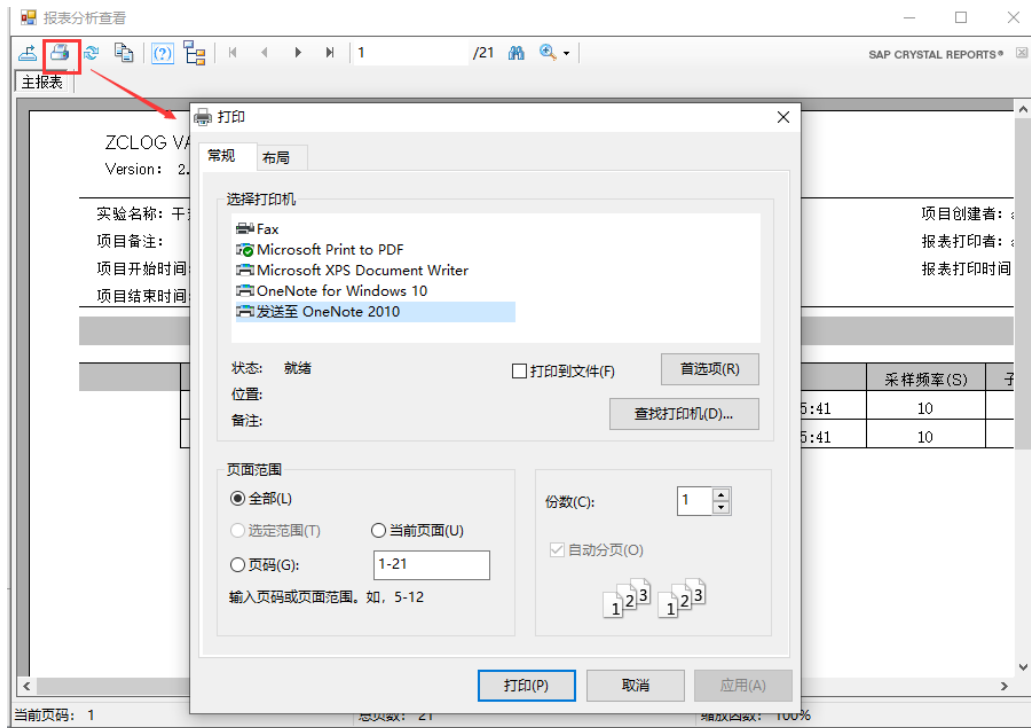 报表分析查看
1 /21 SAP CRYSTAL REPORTS®
主报表
打印
ZCLOG VA
Version: 2.
常规 布局
选择打印机
Fax
Microsoft Print to PDF
Microsoft XPS Document Writer
OneNote for Windows 10
发送至 OneNote 2010
实验名称:
项目创建者:
项目备注:
报表打印者:
项目开始时间
报表打印时间
项目结束时间
状态: 就绪
打印到文件(F) 首选项(R)
位置:
备注:
查找打印机(D)...
采样频率(S)
5:41 10
5:41 10
页面范围
全部(L)
选定范围(T) 当前页面(U)
页码(G): 1-21
输入页码或页面范围。如，5-12
份数(C): 1
自动分页(O)
1 2 3 1 2 3
打印(P) 取消 应用(A)
当前页码: 1 总页数: 21 缩放因数: 100%